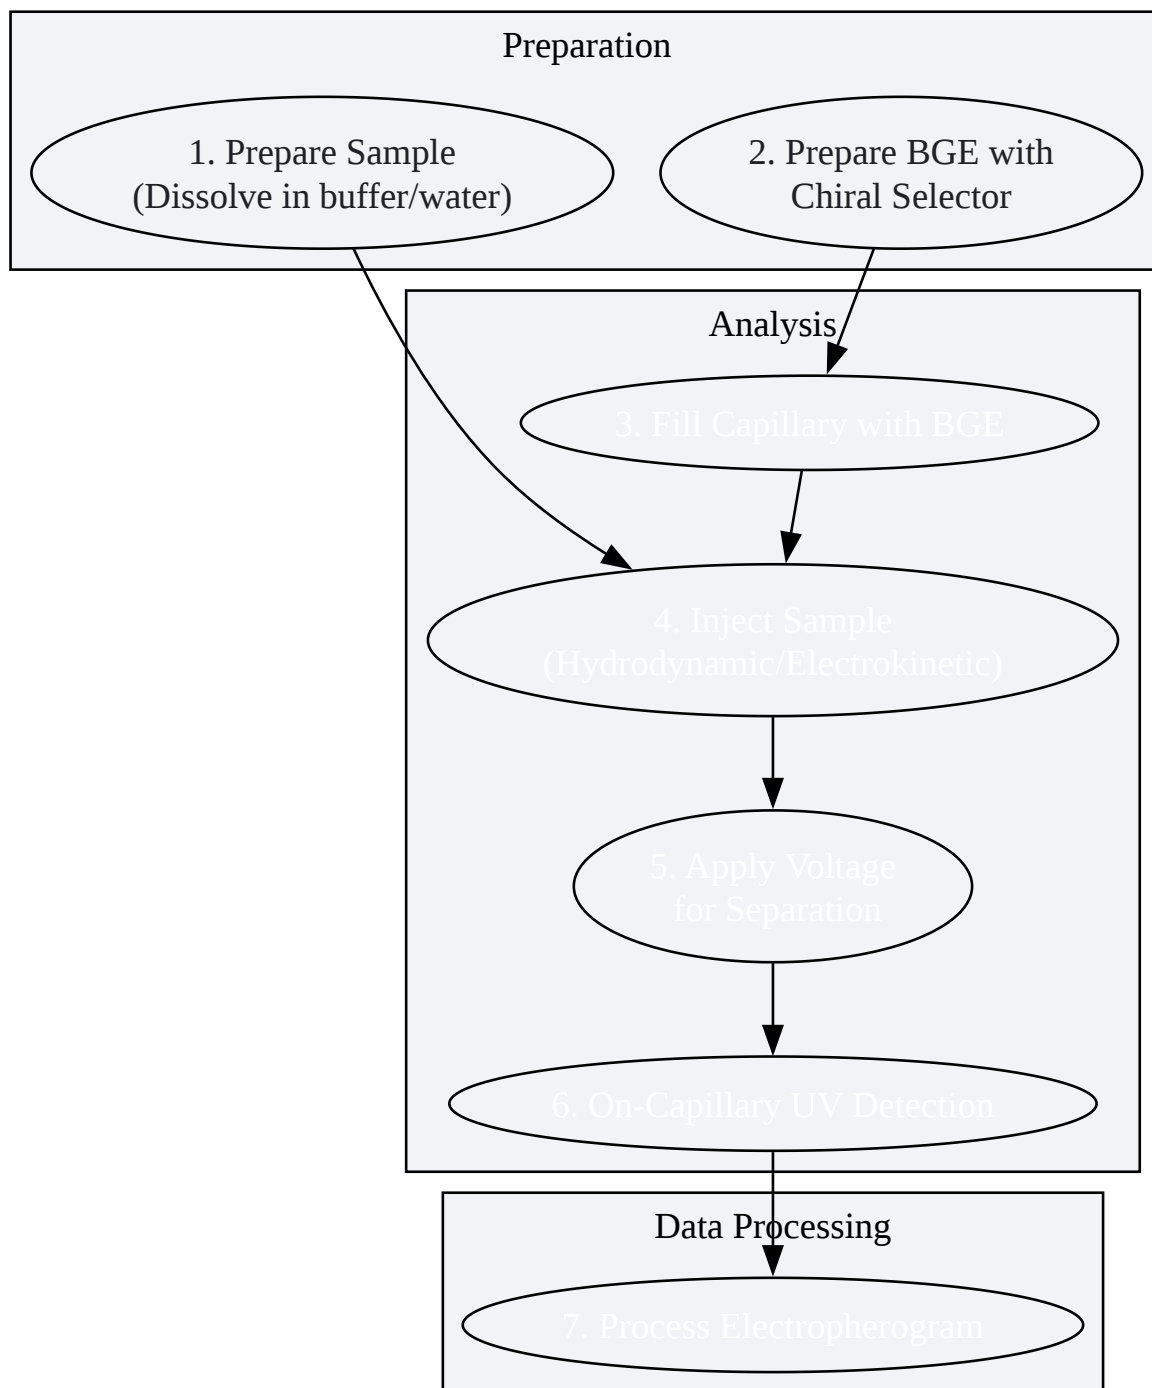 Preparation
1. Prepare Sample
(Dissolve in buffer/water)
2. Prepare BGE with
Chiral Selector
Analysis
3. Fill Capillary with BGE
4. Inject Sample
(Hydrodynamic/Electrokinetic)
5. Apply Voltage
for Separation
6. On-Capillary UV Detection
Data Processing
7. Process Electropherogram